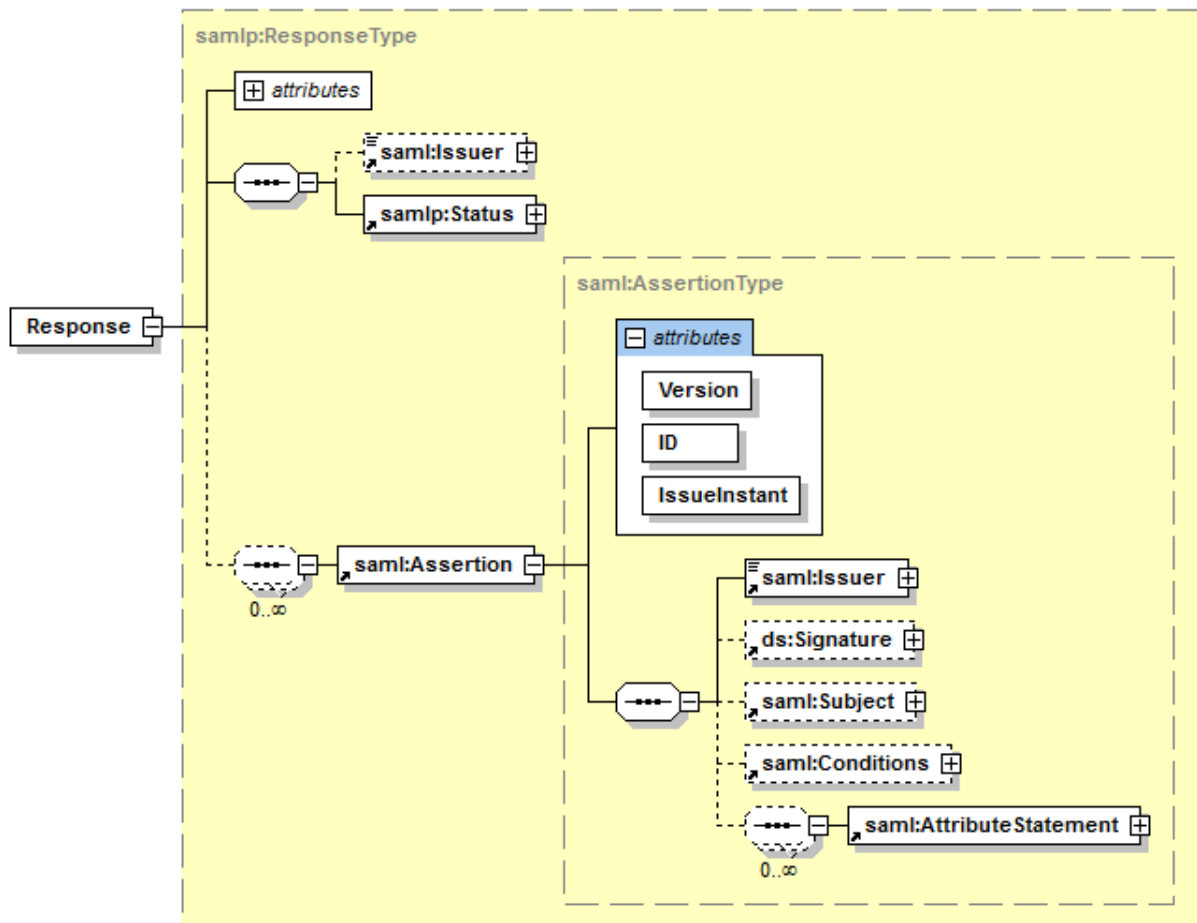 samlp:ResponseType
attributes
saml:Issuer
samlp:Status
saml:AssertionType
Response
attributes
Version
ID
IssueInstant
saml:Assertion
0..∞
saml:Issuer
ds:Signature
saml:Subject
saml:Conditions
saml:AttributeStatement
0..∞